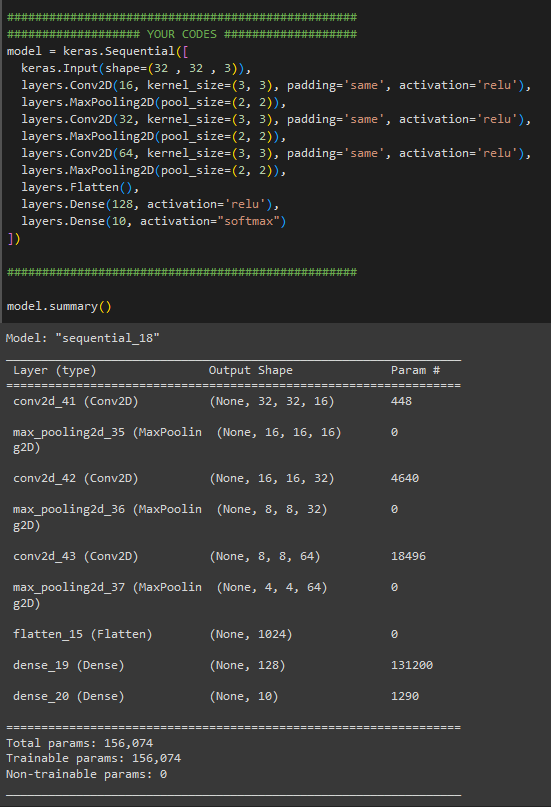 ##################################################
################### YOUR CODES ###################
model = keras.Sequential([
  keras.Input(shape=(32 , 32 , 3)),
  layers.Conv2D(16, kernel_size=(3, 3), padding='same', activation='relu'),
  layers.MaxPooling2D(pool_size=(2, 2)),
  layers.Conv2D(32, kernel_size=(3, 3), padding='same', activation='relu'),
  layers.MaxPooling2D(pool_size=(2, 2)),
  layers.Conv2D(64, kernel_size=(3, 3), padding='same', activation='relu'),
  layers.MaxPooling2D(pool_size=(2, 2)),
  layers.Flatten(),
  layers.Dense(128, activation='relu'),
  layers.Dense(10, activation="softmax")
])
##################################################
model.summary()
Model: "sequential_18"
_________________________________________________________________
 Layer (type)                Output Shape              Param #
=================================================================
 conv2d_41 (Conv2D)          (None, 32, 32, 16)        448
 max_pooling2d_35 (MaxPoolin  (None, 16, 16, 16)       0
 g2D)
 conv2d_42 (Conv2D)          (None, 16, 16, 32)        4640
 max_pooling2d_36 (MaxPoolin  (None, 8, 8, 32)         0
 g2D)
 conv2d_43 (Conv2D)          (None, 8, 8, 64)          18496
 max_pooling2d_37 (MaxPoolin  (None, 4, 4, 64)         0
 g2D)
 flatten_15 (Flatten)        (None, 1024)              0
 dense_19 (Dense)            (None, 128)               131200
 dense_20 (Dense)            (None, 10)                1290
=================================================================
Total params: 156,074
Trainable params: 156,074
Non-trainable params: 0
_________________________________________________________________